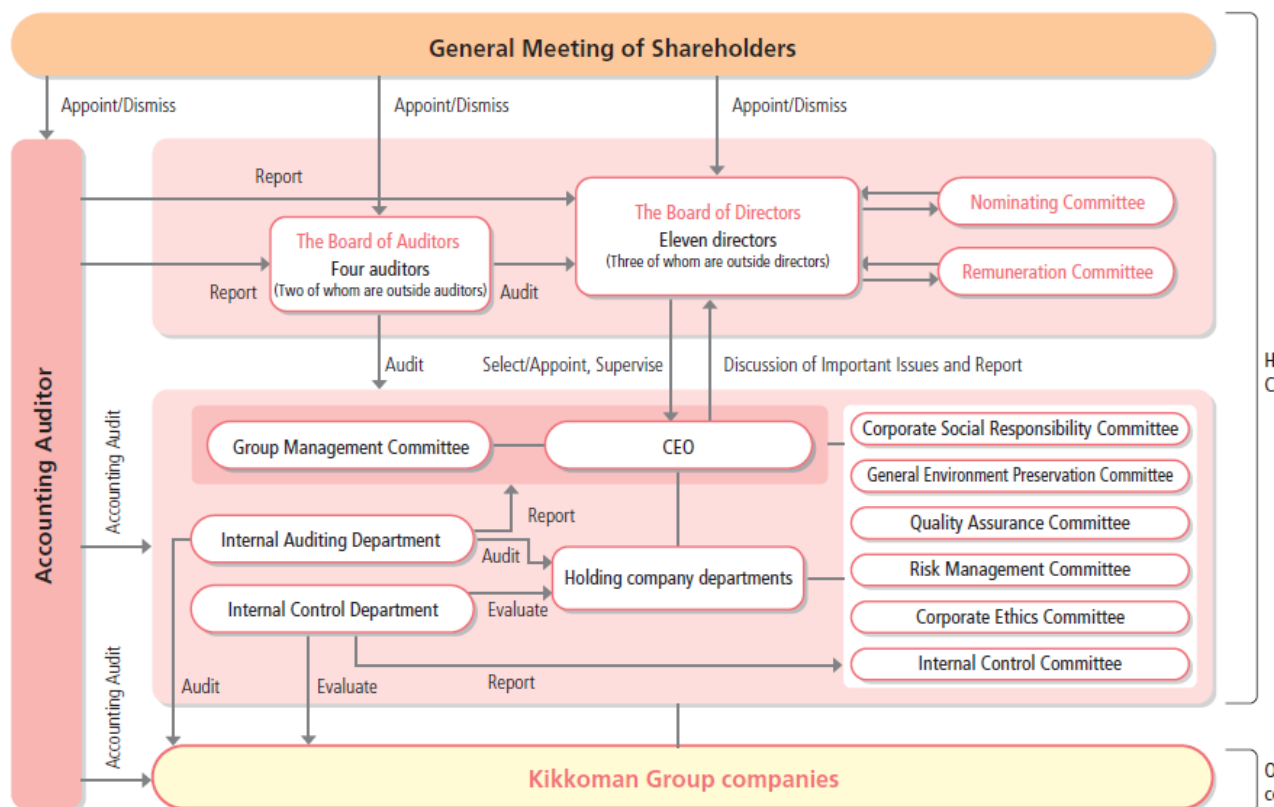 General Meeting of Shareholders
Appoint/Dismiss
Appoint/Dismiss
Appoint/Dismiss
Accounting Auditor
Report
The Board of Directors
Eleven directors
(Three of whom are outside directors)
Nominating Committee
Remuneration Committee
The Board of Auditors
Four auditors
(Two of whom are outside auditors)
Report
Audit
Audit
Select/Appoint, Supervise
Discussion of Important Issues and Report
H
C
Accounting Audit
Group Management Committee
CEO
Corporate Social Responsibility Committee
General Environment Preservation Committee
Quality Assurance Committee
Risk Management Committee
Corporate Ethics Committee
Internal Control Committee
Report
Internal Auditing Department
Audit
Holding company departments
Internal Control Department
Evaluate
Accounting Audit
Audit
Evaluate
Report
Kikkoman Group companies
O
co